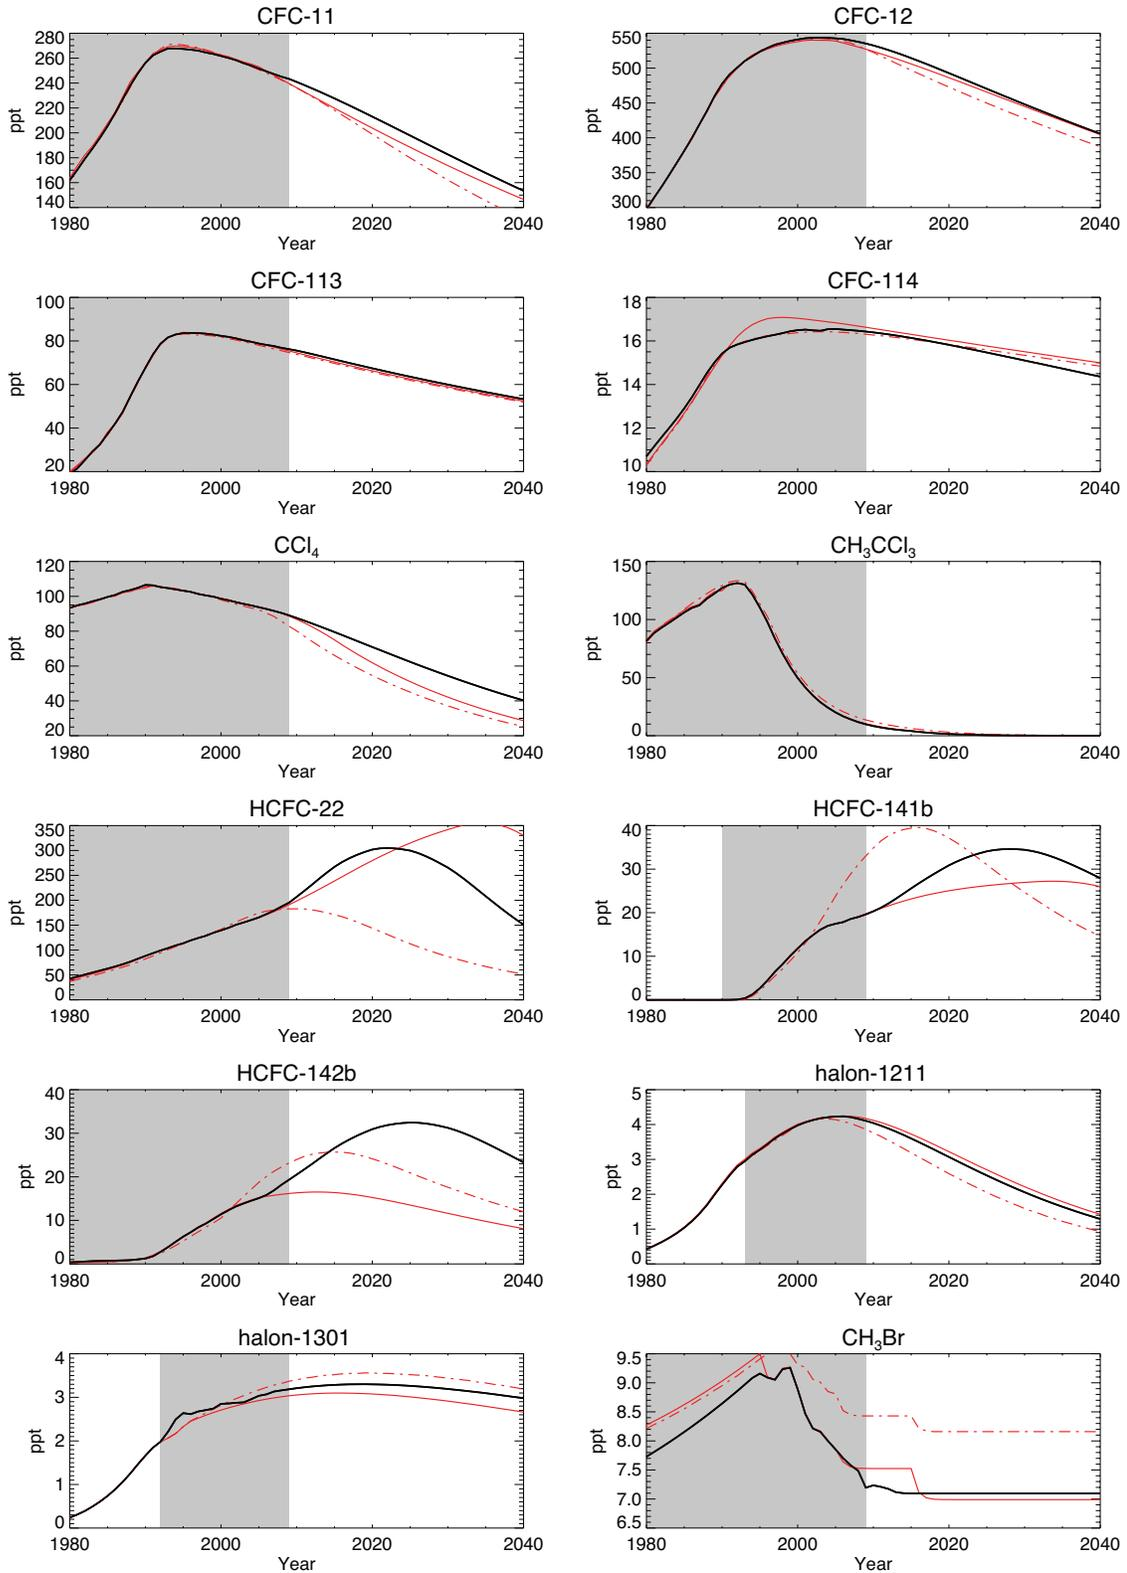 CFC-11
280
260
240
220
200
180
160
140
ppt
1980 2000 2020 2040
Year
CFC-12
550
500
450
400
350
300
ppt
1980 2000 2020 2040
Year
CFC-113
100
80
60
40
20
ppt
1980 2000 2020 2040
Year
CFC-114
18
16
14
12
10
ppt
1980 2000 2020 2040
Year
CCl₄
120
100
80
60
40
20
ppt
1980 2000 2020 2040
Year
CH₃CCl₃
150
100
50
0
ppt
1980 2000 2020 2040
Year
HCFC-22
350
300
250
200
150
100
50
0
ppt
1980 2000 2020 2040
Year
HCFC-141b
40
30
20
10
0
ppt
1980 2000 2020 2040
Year
HCFC-142b
40
30
20
10
0
ppt
1980 2000 2020 2040
Year
halon-1211
5
4
3
2
1
0
ppt
1980 2000 2020 2040
Year
halon-1301
4
3
2
1
0
ppt
1980 2000 2020 2040
Year
CH₃Br
9.5
9.0
8.5
8.0
7.5
7.0
6.5
ppt
1980 2000 2020 2040
Year